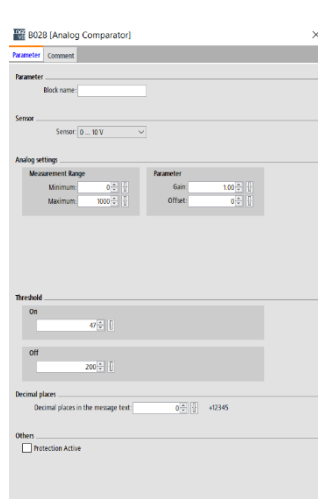 B028 [Analog Comparator]
Parameter Comment
Parameter
Block name:
Sensor
Sensor 0 ... 10 V
Analog settings
Measurement Range Parameter
Minimum: 0 Gain: 1.00
Maximum: 1000 Offset: 0
Threshold
On
47
Off
200
Decimal places
Decimal places in the message text: 0 +12345
Others
Protection Active